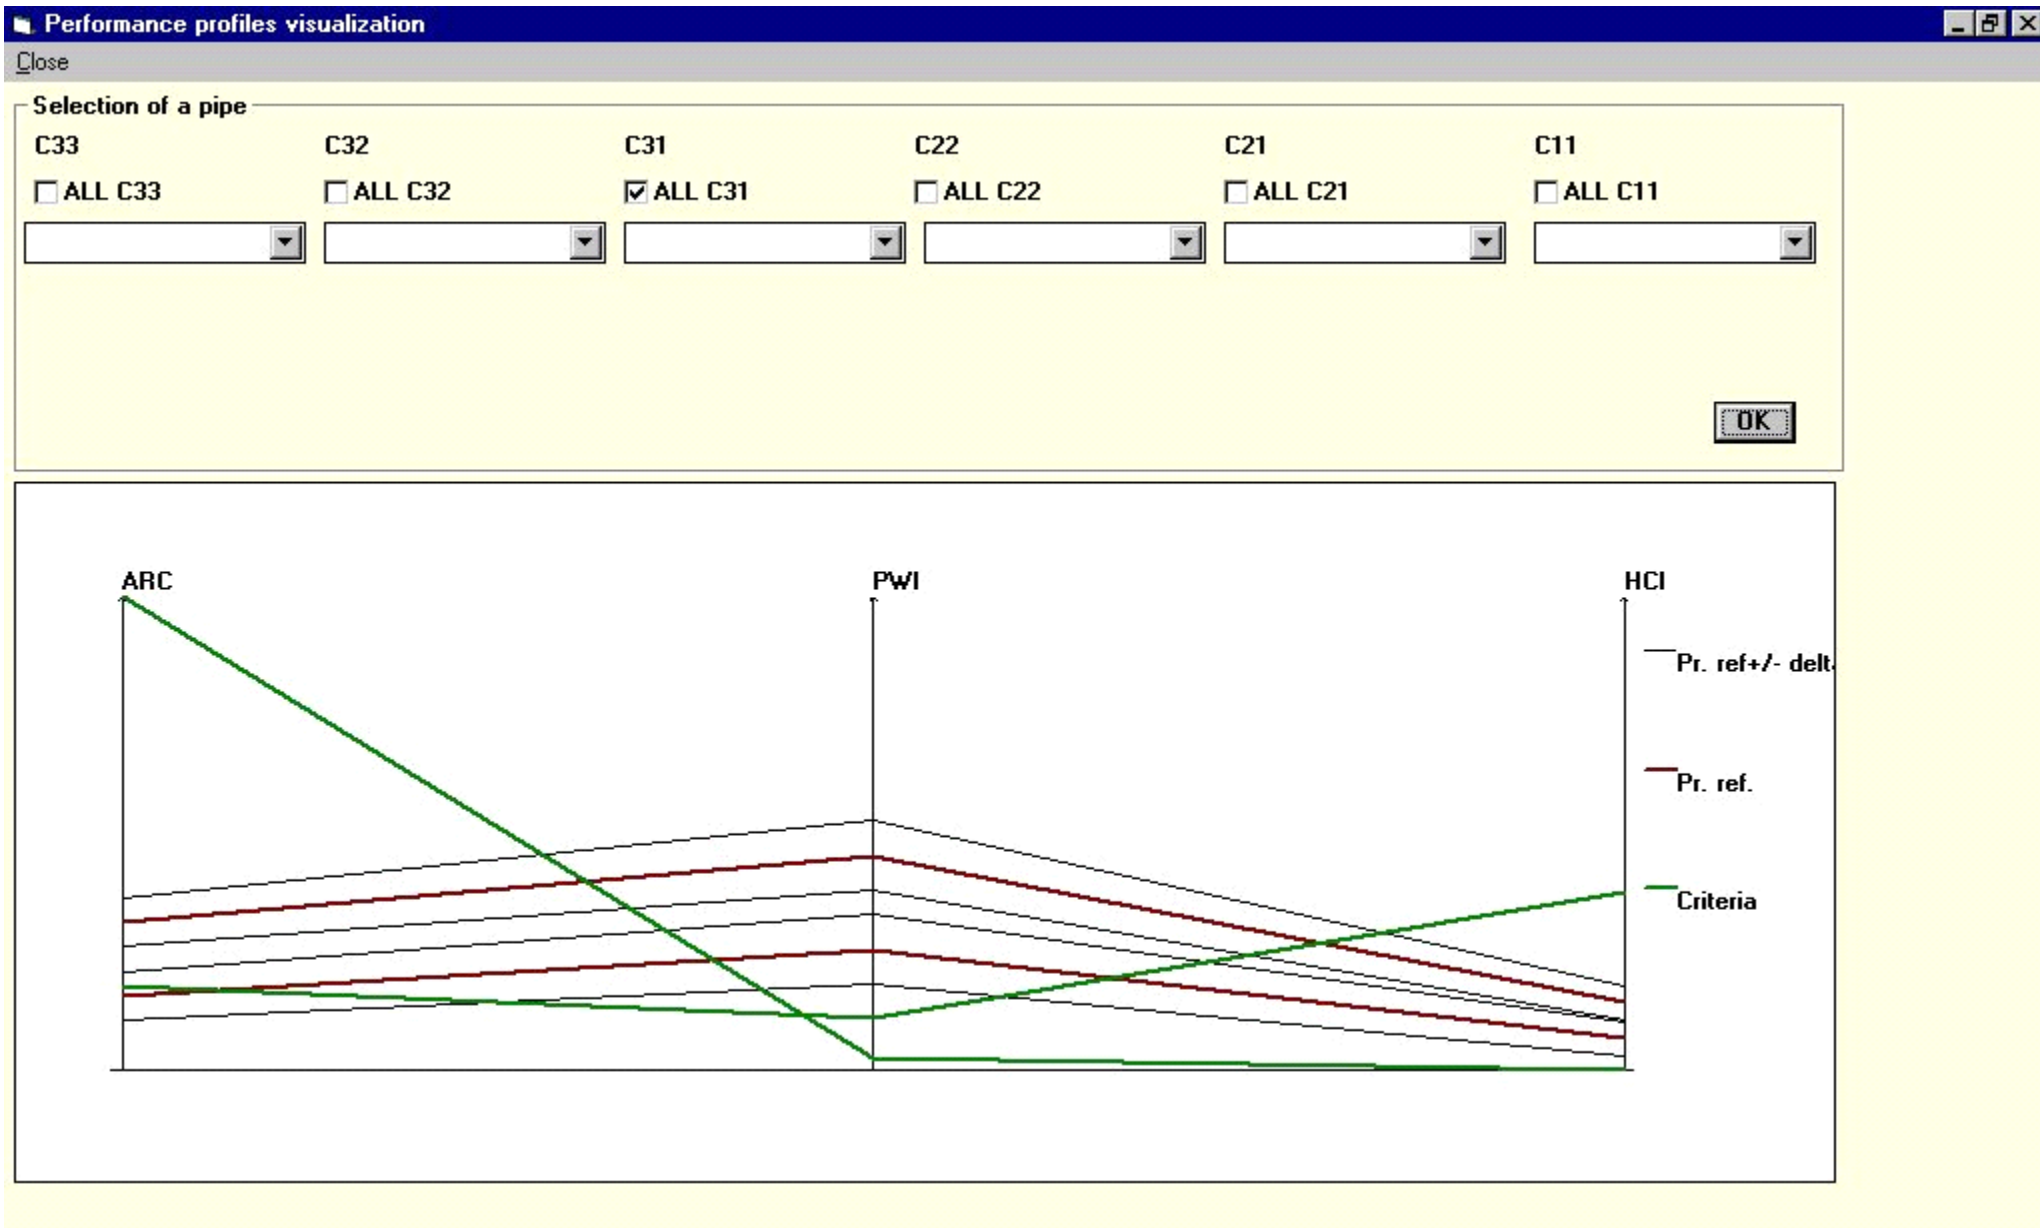 Performance profiles visualization
Close
Selection of a pipe
C33 C32 C31 C22 C21 C11
ALL C33 ALL C32 ALL C31 ALL C22 ALL C21 ALL C11
OK
ARC PWI HCI
Pr. ref+/- delt
Pr. ref.
Criteria